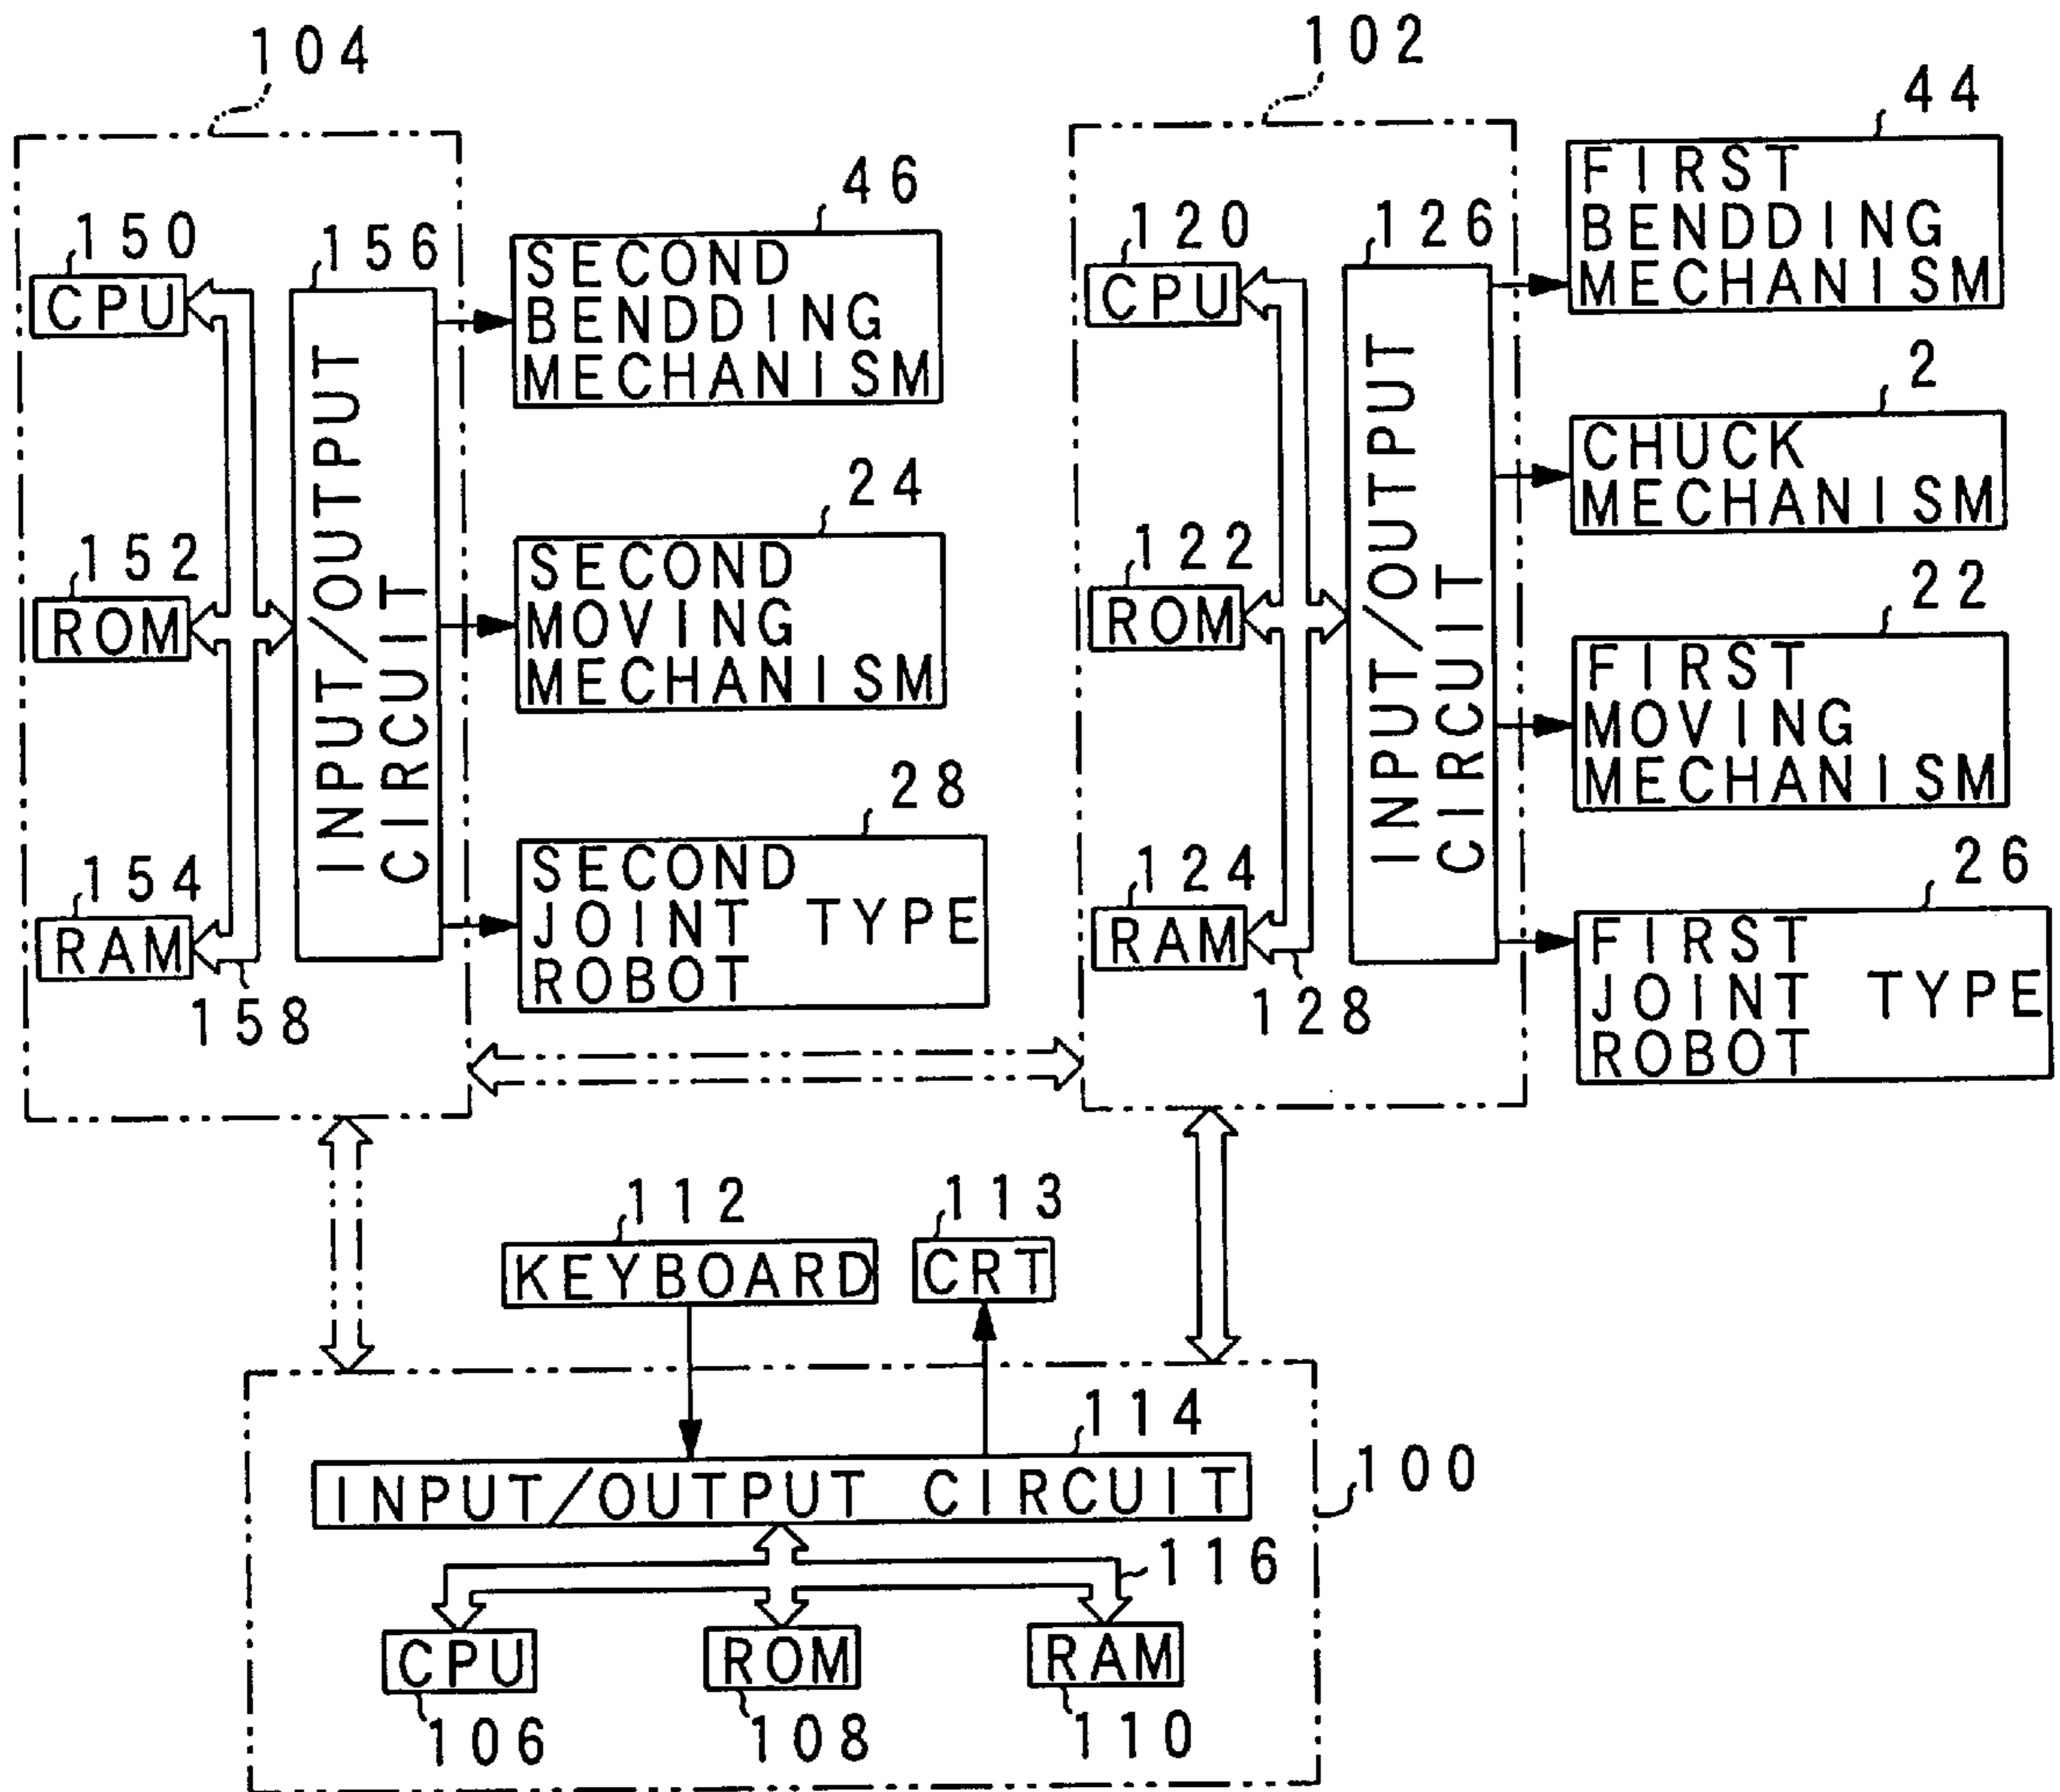 104
102
44
FIRST
BENDDING
MECHANISM
46
SECOND
BENDDING
MECHANISM
150
CPU
156
INPUT/OUTPUT
CIRCUIT
120
CPU
126
INPUT/OUTPUT
CIRCUIT
2
CHUCK
MECHANISM
24
SECOND
MOVING
MECHANISM
152
ROM
122
ROM
22
FIRST
MOVING
MECHANISM
28
SECOND
JOINT TYPE
ROBOT
154
RAM
158
124
RAM
128
26
FIRST
JOINT TYPE
ROBOT
112
KEYBOARD
113
CRT
114
INPUT/OUTPUT CIRCUIT
100
116
CPU
ROM
RAM
106
108
110